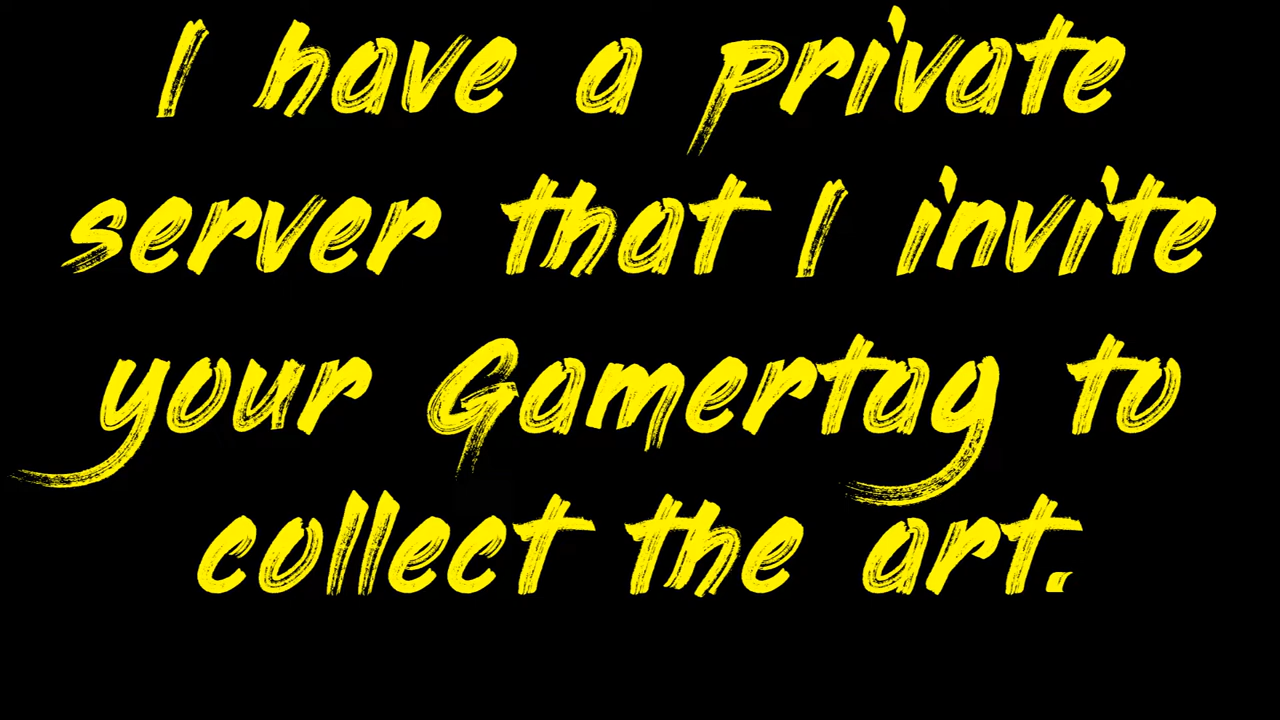 I have a private
server that I invite
your Gamertag to
collect the art.